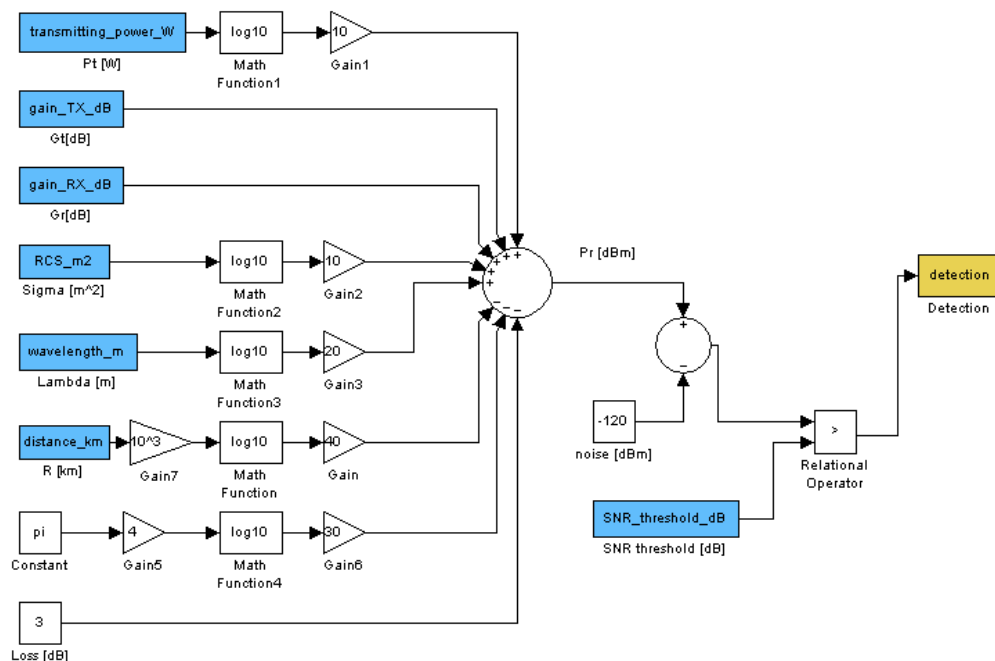 transmitting_power_W
Pt [W]
log10
Math
Function1
10
Gain1
gain_TX_dB
Gt[dB]
gain_RX_dB
Gr[dB]
RCS_m2
Sigma [m^2]
log10
Math
Function2
10
Gain2
wavelength_m
Lambda [m]
log10
Math
Function3
20
Gain3
distance_km
R [km]
10^3
Gain7
log10
Math
Function
40
Gain
pi
Constant
4
Gain5
log10
Math
Function4
30
Gain6
3
Loss [dB]
+ + + + +
− − −
Pr [dBm]
+
−
-120
noise [dBm]
SNR_threshold_dB
SNR threshold [dB]
>
Relational
Operator
detection
Detection